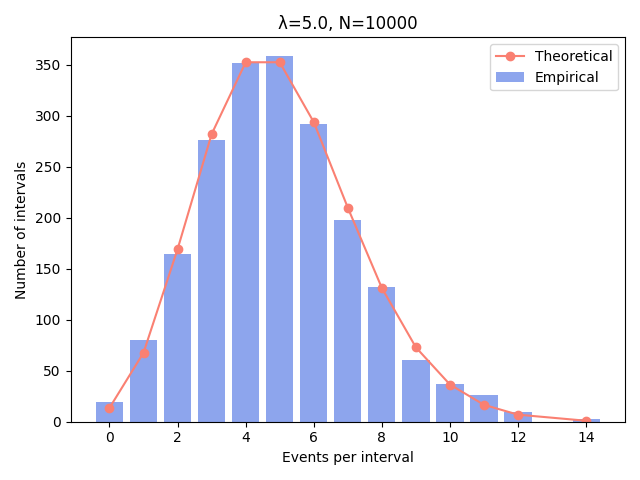 λ=5.0, N=10000
Theoretical
Empirical
Number of intervals
350
300
250
200
150
100
50
0
0 2 4 6 8 10 12 14
Events per interval